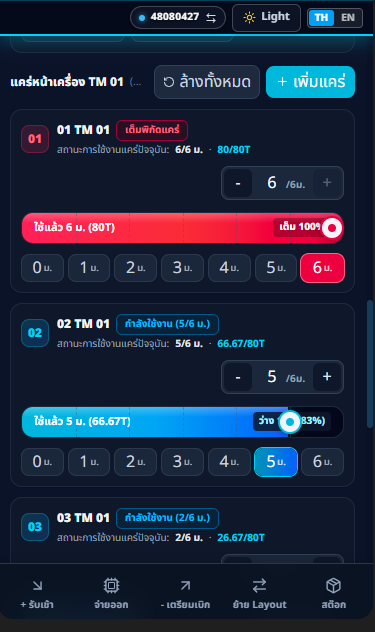 48080427 Light TH EN
แคร่หน้าเครื่อง TM 01 (... ล้างทั้งหมด + เพิ่มแคร่
01 01 TM 01 เต็มพิกัดแคร่
สถานะการใช้งานแคร่ปัจจุบัน: 6/6 ม. · 80/80T
- 6 /6ม. +
ใช้แล้ว 6 ม. (80T) เต็ม 100%
0 ม. 1 ม. 2 ม. 3 ม. 4 ม. 5 ม. 6 ม.
02 02 TM 01 กำลังใช้งาน (5/6 ม.)
สถานะการใช้งานแคร่ปัจจุบัน: 5/6 ม. · 66.67/80T
- 5 /6ม. +
ใช้แล้ว 5 ม. (66.67T) ว่าง 83%)
0 ม. 1 ม. 2 ม. 3 ม. 4 ม. 5 ม. 6 ม.
03 03 TM 01 กำลังใช้งาน (2/6 ม.)
สถานะการใช้งานแคร่ปัจจุบัน: 2/6 ม. · 26.67/80T
+ รับเข้า จ่ายออก - เตรียมเบิก ย้าย Layout สต๊อก